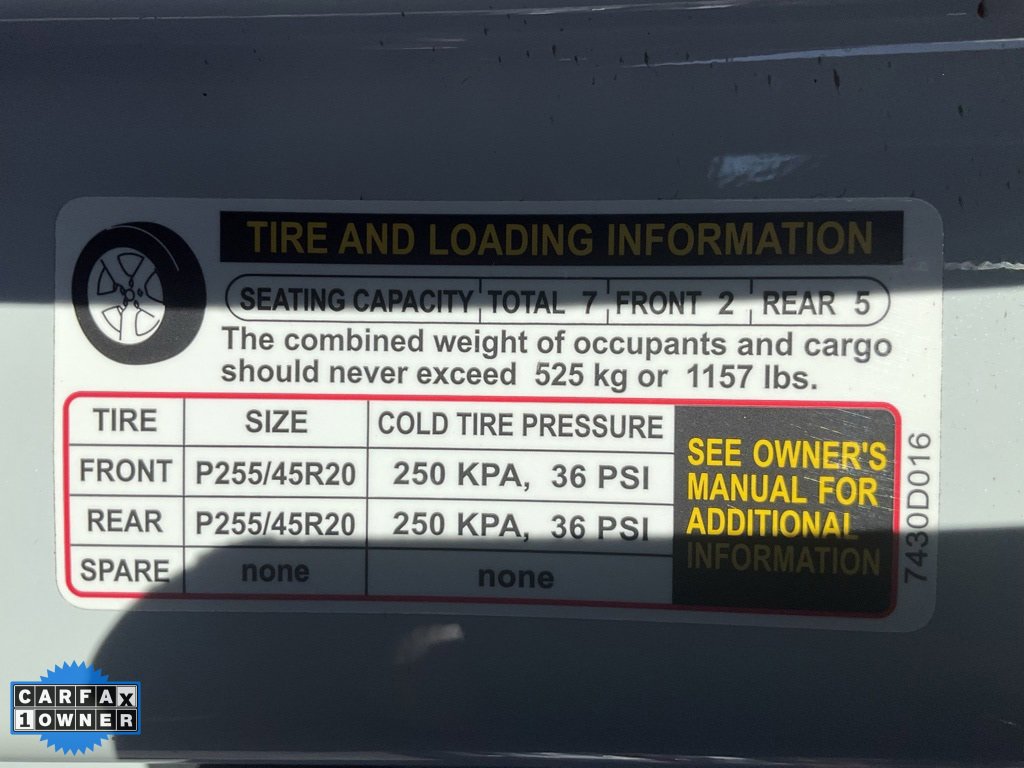 TIRE AND LOADING INFORMATION
SEATING CAPACITY TOTAL 7 FRONT 2 REAR 5
The combined weight of occupants and cargo
should never exceed 525 kg or 1157 lbs.
TIRE SIZE COLD TIRE PRESSURE
FRONT P255/45R20 250 KPA, 36 PSI
REAR P255/45R20 250 KPA, 36 PSI
SPARE none none
SEE OWNER'S
MANUAL FOR
ADDITIONAL
INFORMATION
7430D016
CARFAX
1 OWNER